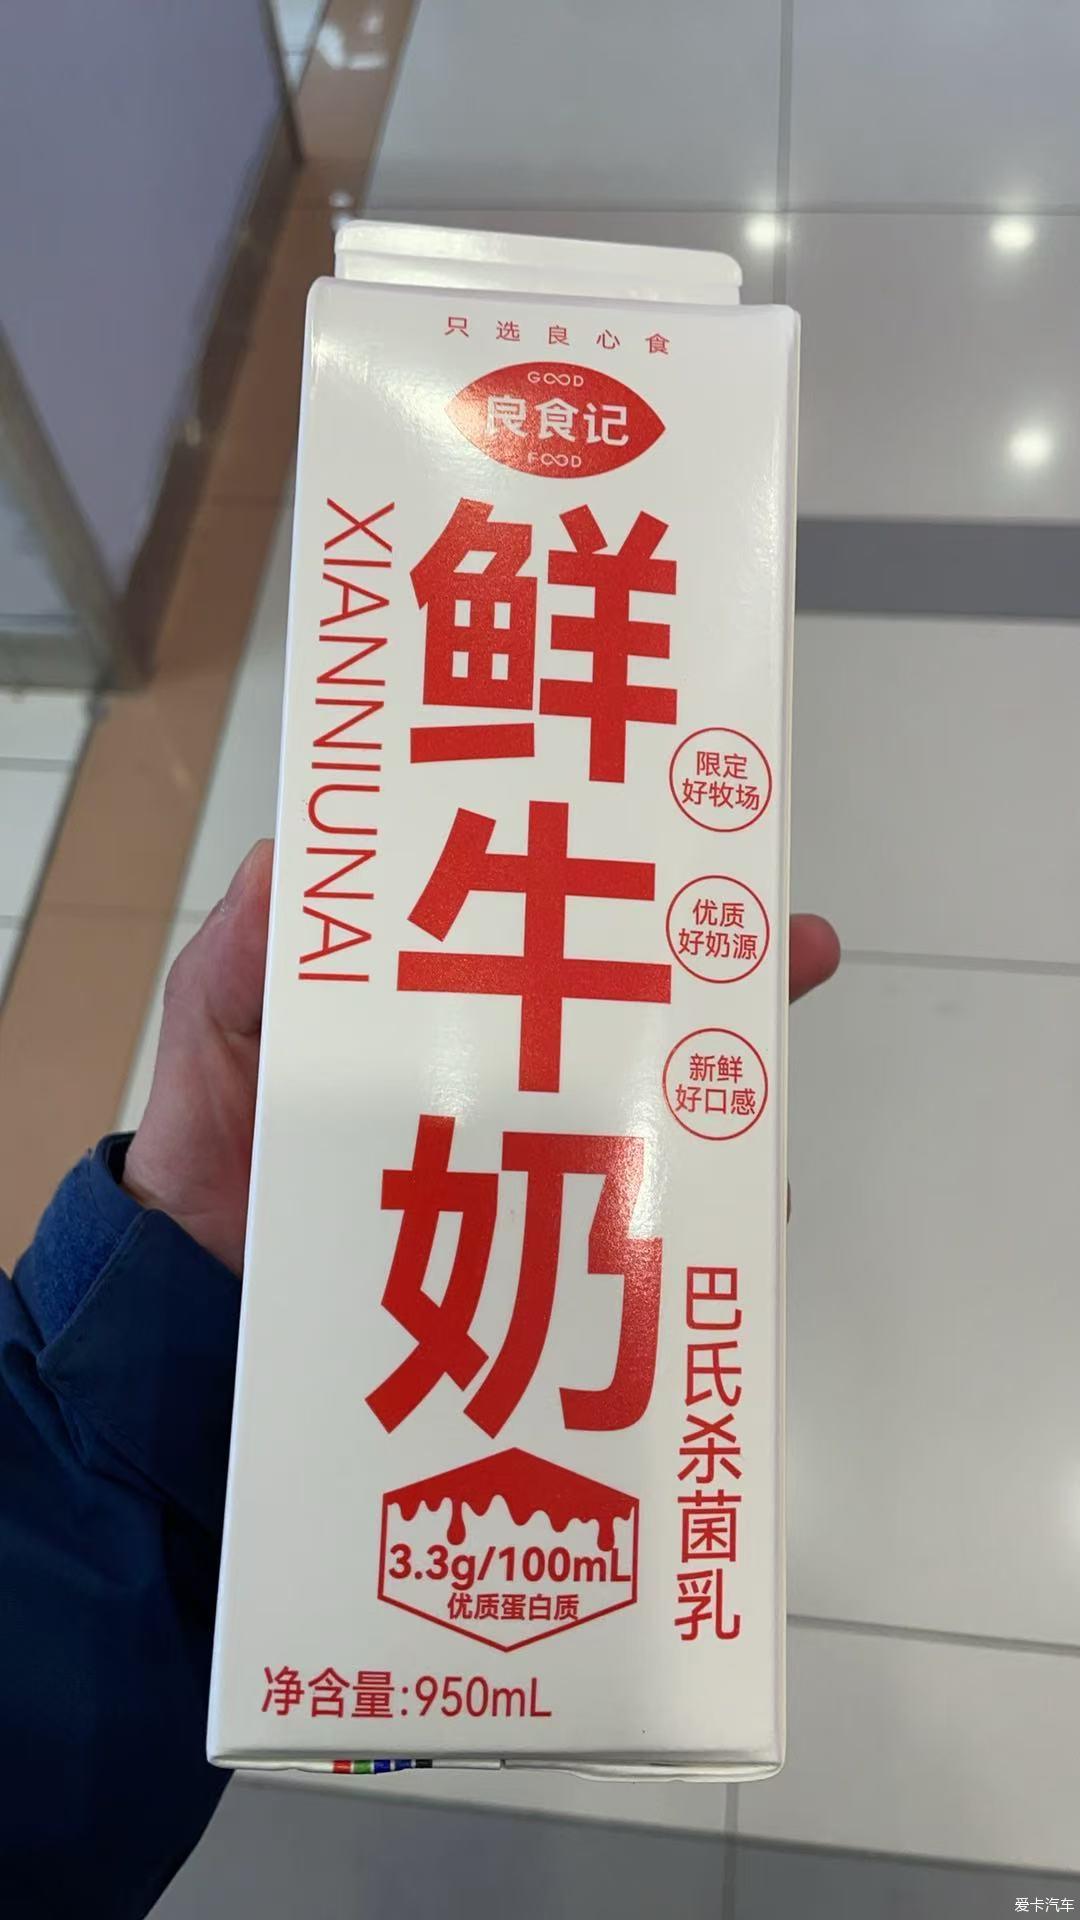 只选良心食
GOOD
良食记
FOOD
鲜牛奶
XIANNIUNAI
限定
好牧场
优质
好奶源
新鲜
好口感
巴氏杀菌乳
3.3g/100mL
优质蛋白质
净含量:950mL
爱卡汽车